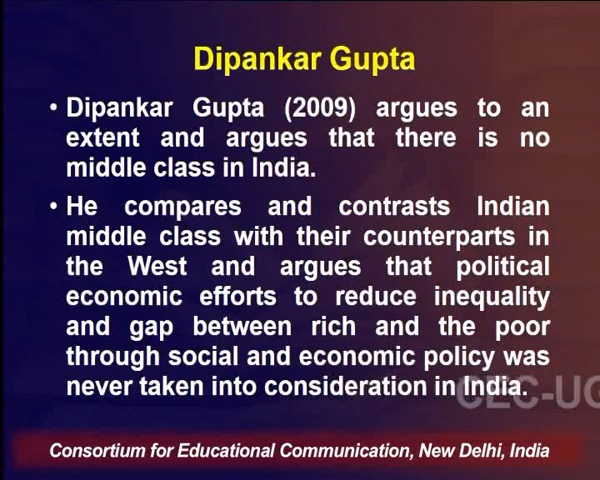 Dipankar Gupta
• Dipankar Gupta (2009) argues to an
extent and argues that there is no
middle class in India.
• He compares and contrasts Indian
middle class with their counterparts in
the West and argues that political
economic efforts to reduce inequality
and gap between rich and the poor
through social and economic policy was
never taken into consideration in India.
CEC-UG
Consortium for Educational Communication, New Delhi, India